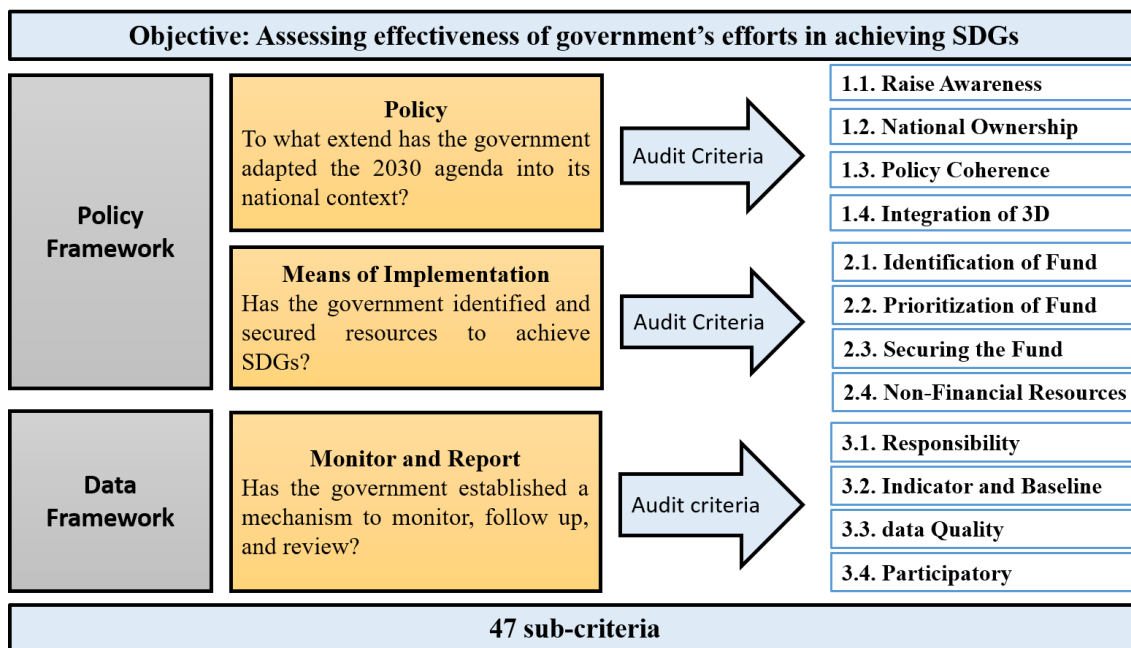 Objective: Assessing effectiveness of government’s efforts in achieving SDGs
Policy
Framework
Policy
To what extend has the government
adapted the 2030 agenda into its
national context?
Audit Criteria
1.1. Raise Awareness
1.2. National Ownership
1.3. Policy Coherence
1.4. Integration of 3D
Means of Implementation
Has the government identified and
secured resources to achieve
SDGs?
Audit Criteria
2.1. Identification of Fund
2.2. Prioritization of Fund
2.3. Securing the Fund
2.4. Non-Financial Resources
Data
Framework
Monitor and Report
Has the government established a
mechanism to monitor, follow up,
and review?
Audit criteria
3.1. Responsibility
3.2. Indicator and Baseline
3.3. data Quality
3.4. Participatory
47 sub-criteria